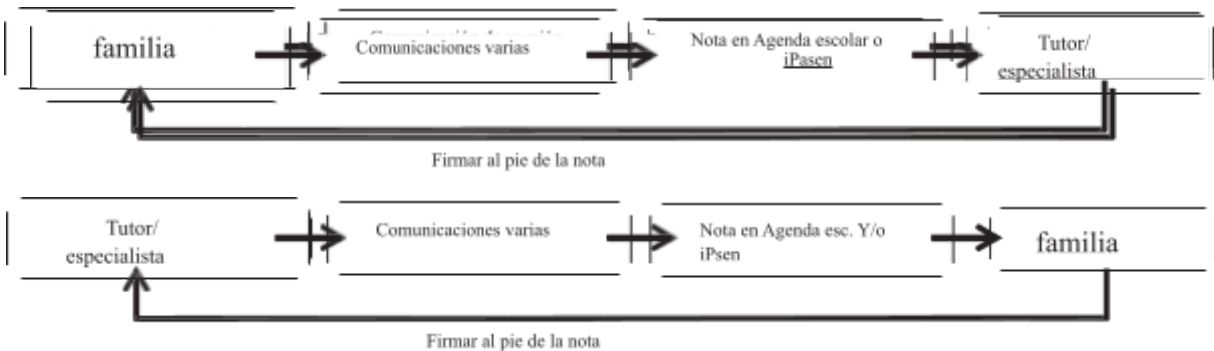 familia
Comunicaciones varias
Nota en Agenda escolar o
iPasen
Tutor/
especialista
Firmar al pie de la nota
Tutor/
especialista
Comunicaciones varias
Nota en Agenda esc. Y/o
iPsen
familia
Firmar al pie de la nota